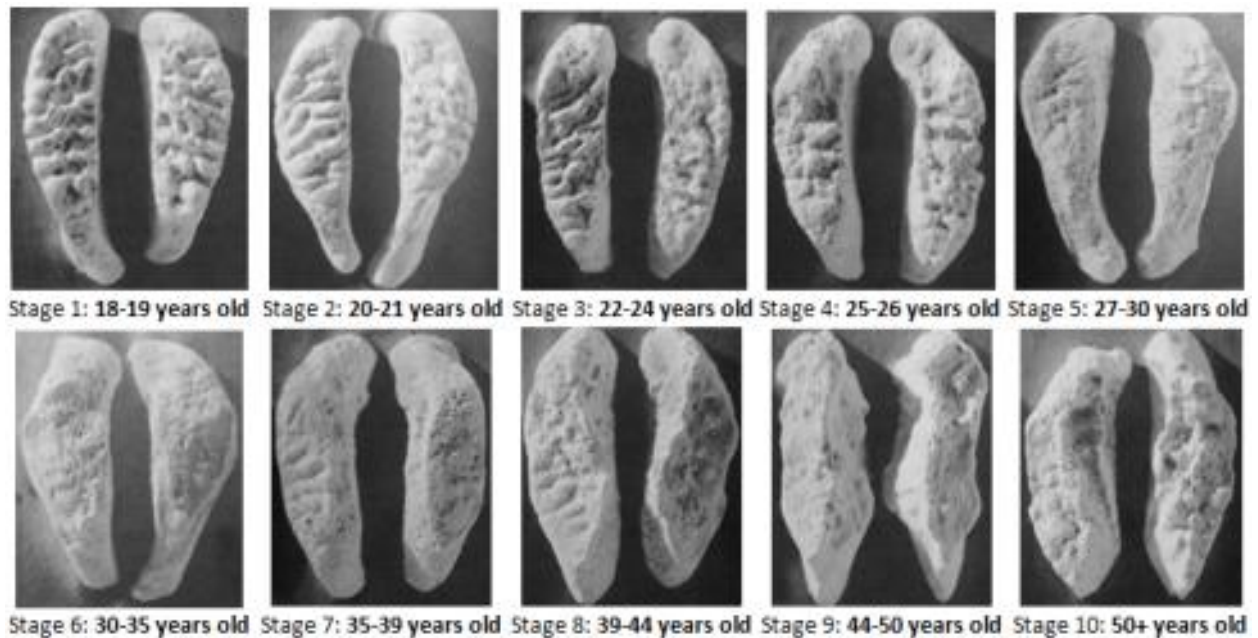 Stage 1: 18-19 years old Stage 2: 20-21 years old Stage 3: 22-24 years old Stage 4: 25-26 years old Stage 5: 27-30 years old
Stage 6: 30-35 years old Stage 7: 35-39 years old Stage 8: 39-44 years old Stage 9: 44-50 years old Stage 10: 50+ years old